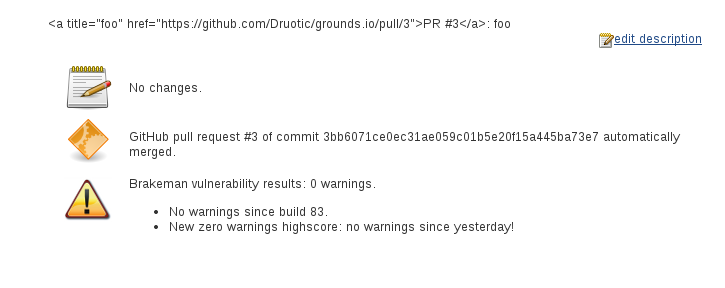 <a title="foo" href="https://github.com/Druotic/grounds.io/pull/3">PR #3</a>: foo
edit description
No changes.
GitHub pull request #3 of commit 3bb6071ce0ec31ae059c01b5e20f15a445ba73e7 automatically
merged.
Brakeman vulnerability results: 0 warnings.
• No warnings since build 83.
• New zero warnings highscore: no warnings since yesterday!